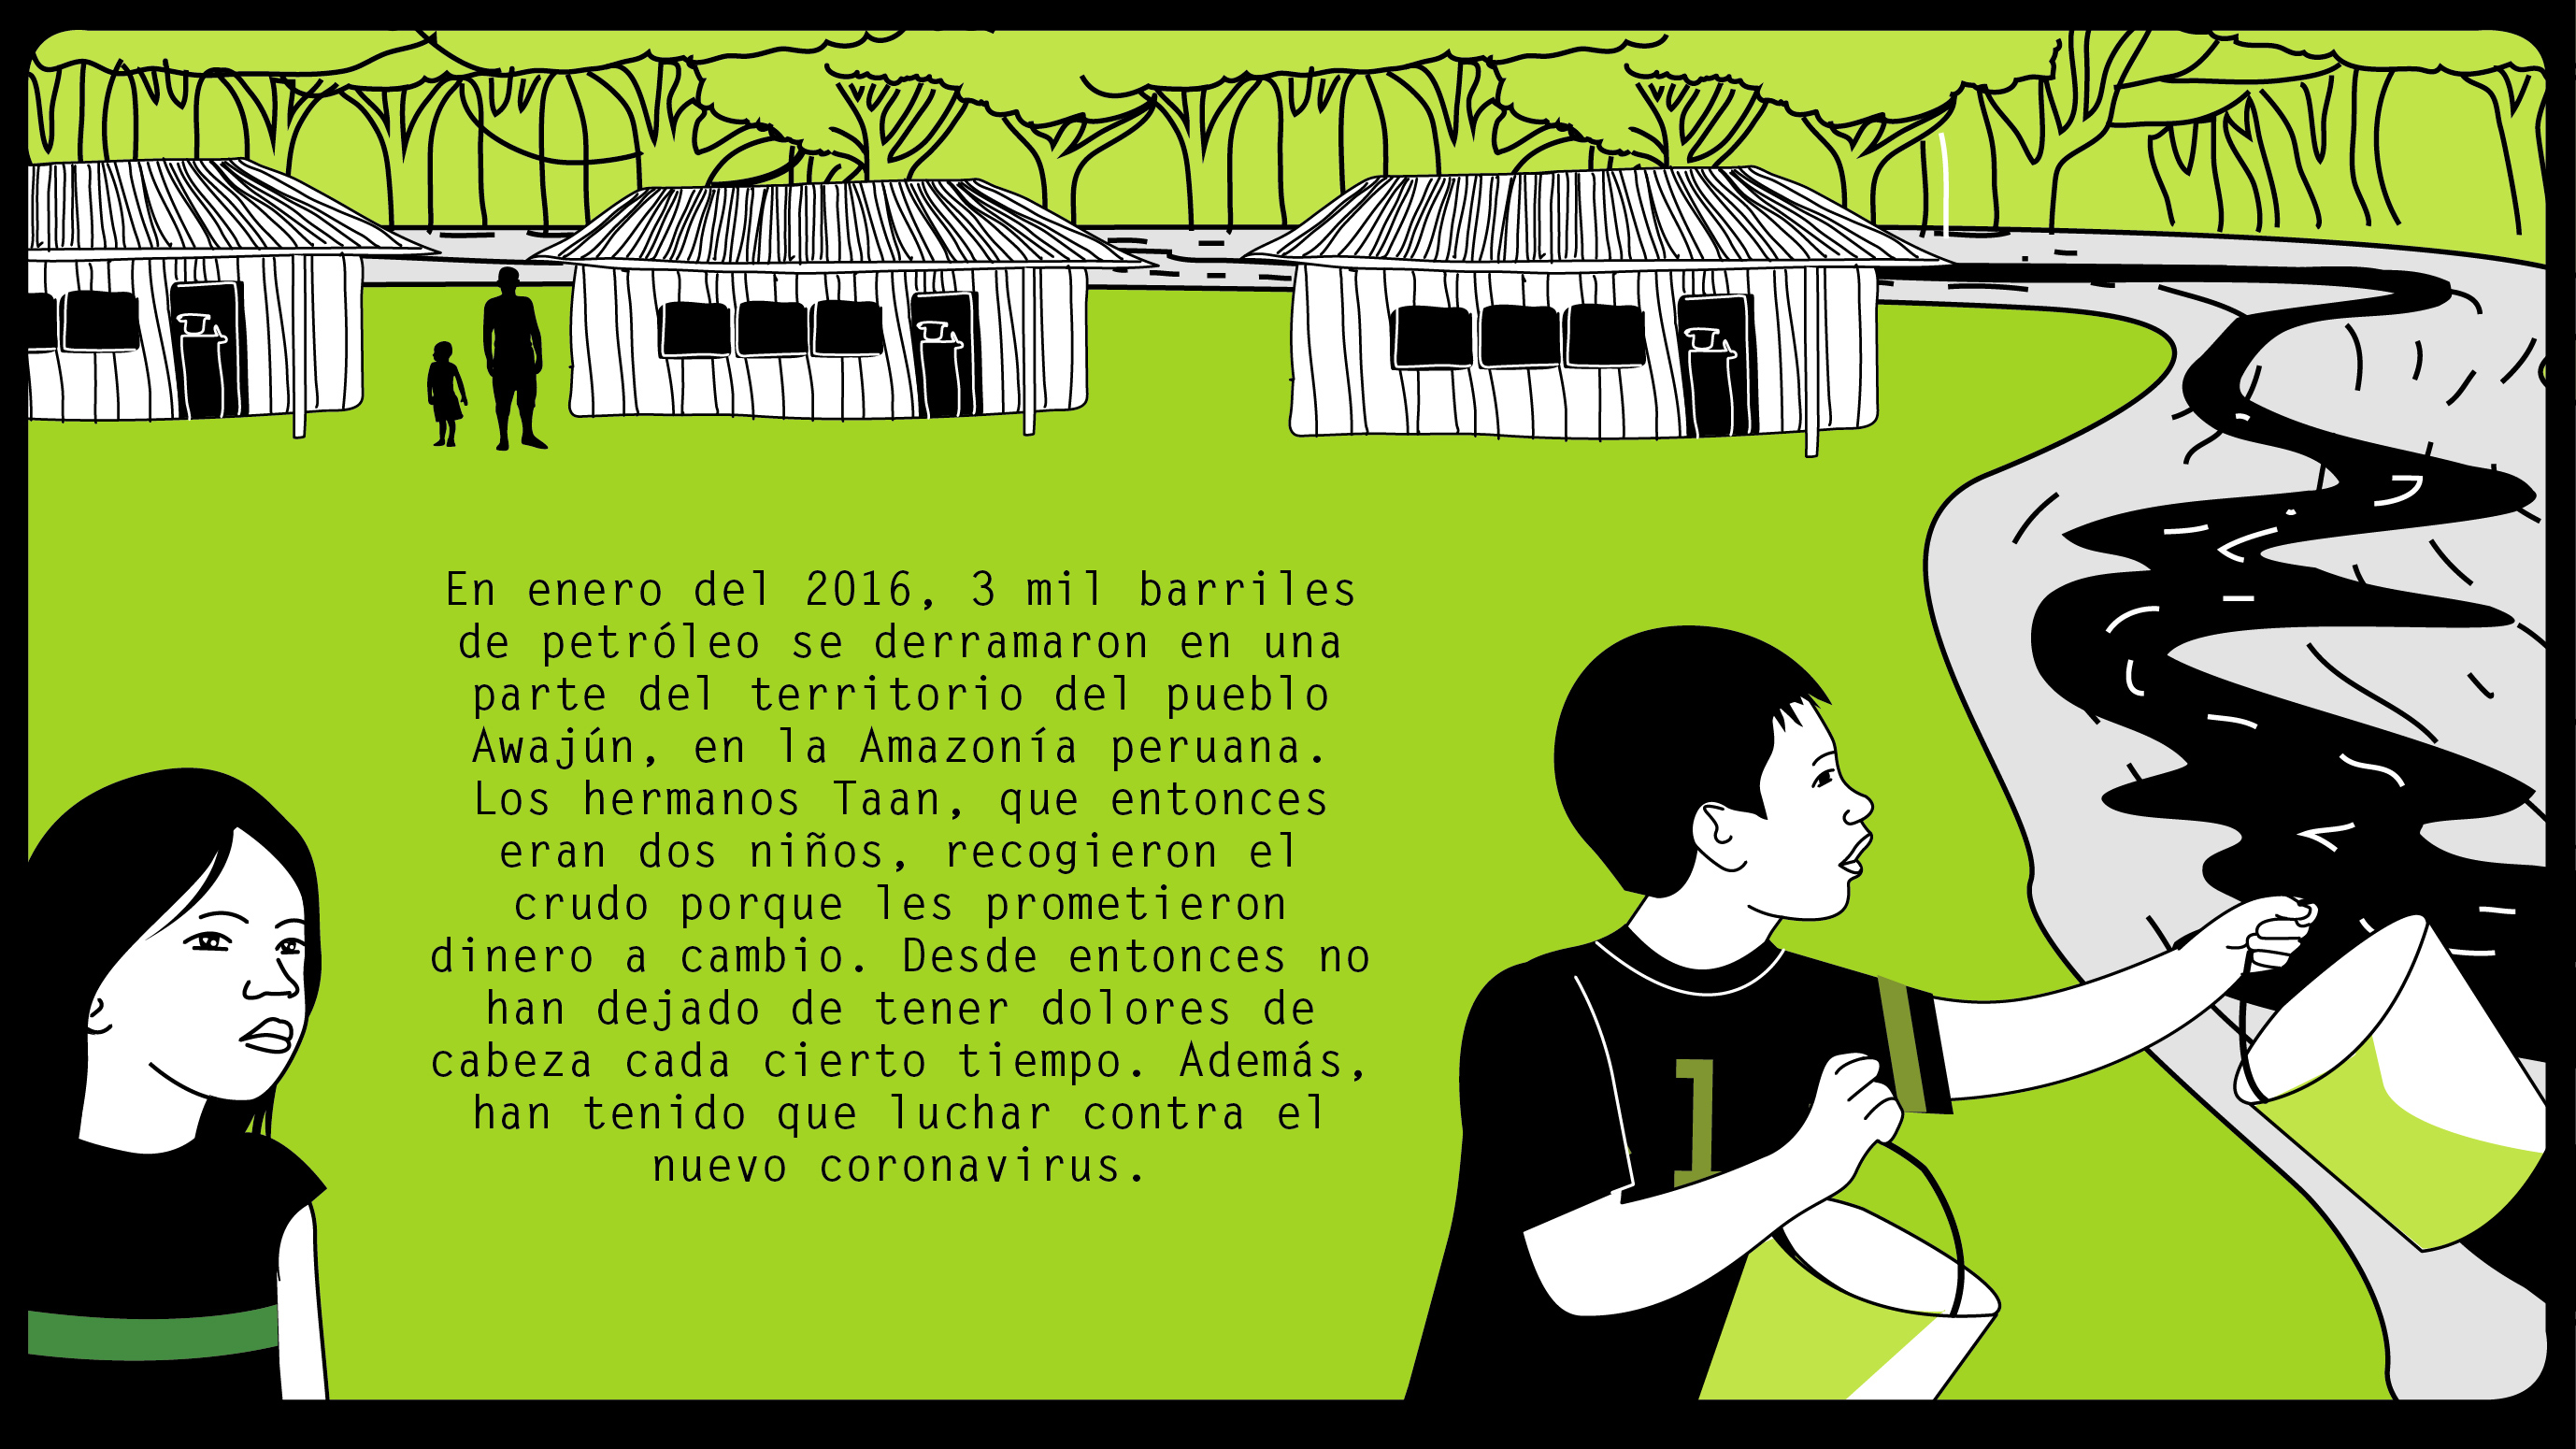 En enero del 2016, 3 mil barriles
de petróleo se derramaron en una
parte del territorio del pueblo
Awajún, en la Amazonía peruana.
Los hermanos Taan, que entonces
eran dos niños, recogieron el
crudo porque les prometieron
dinero a cambio. Desde entonces no
han dejado de tener dolores de
cabeza cada cierto tiempo. Además,
han tenido que luchar contra el
nuevo coronavirus.
1